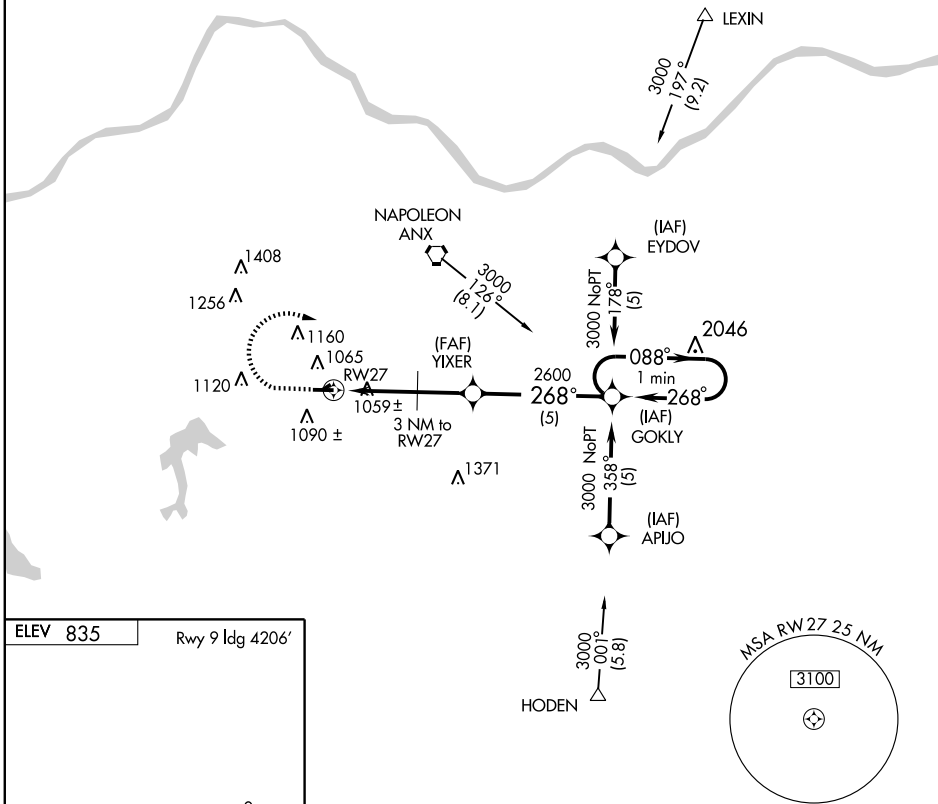 LEXIN
3000
197°
(9.2)
NAPOLEON
ANX
3000
126°
(8.1)
(IAF)
EYDOV
3000 NoPT
178°
(5)
1408
1256
1160
1065
RW27
1120
1059 ±
1090 ±
3 NM to
RW27
(FAF)
YIXER
2600
268°
(5)
2046
088°
1 min
268°
(IAF)
GOKLY
1371
3000 NoPT
358°
(5)
(IAF)
APIJO
3000
001°
(5.8)
HODEN
ELEV 835
Rwy 9 ldg 4206'
MSA RW27 25 NM
3100